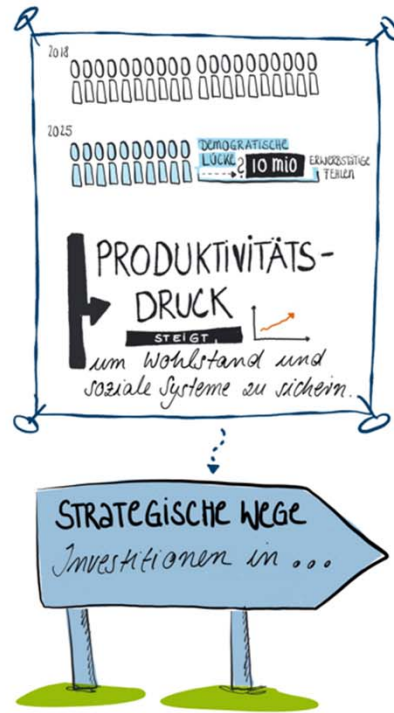 2018
2025
DEMOGRAFISCHE
LÜCKE ? 10 mio ERWERBSTÄTIGE
FEHLEN
PRODUKTIVITÄTS-
DRUCK
STEIGT,
um Wohlstand und
soziale Systeme zu sichern.
STRATEGISCHE WEGE
Investitionen in ...